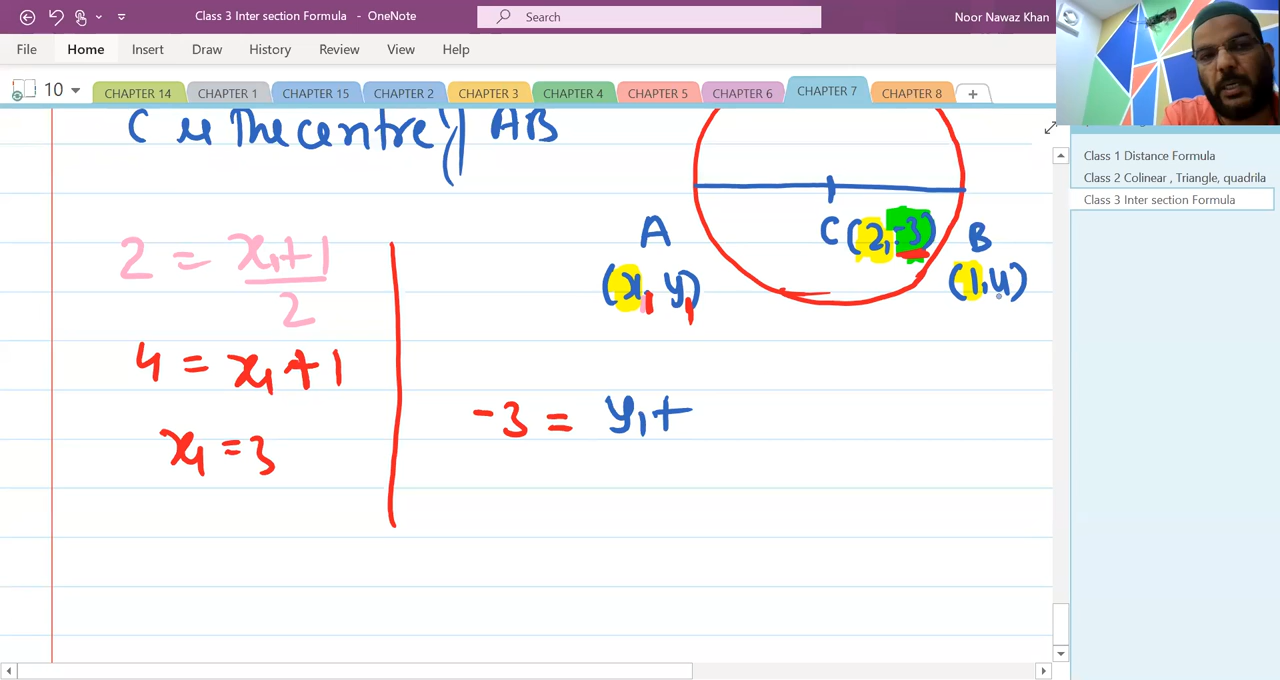 Class 3 Inter section Formula - OneNote
Search
Noor Nawaz Khan
File Home Insert Draw History Review View Help
10
CHAPTER 14 CHAPTER 1 CHAPTER 15 CHAPTER 2 CHAPTER 3 CHAPTER 4 CHAPTER 5 CHAPTER 6 CHAPTER 7 CHAPTER 8 +
Class 1 Distance Formula
Class 2 Colinear , Triangle, quadrila
Class 3 Inter section Formula
C is The centre of AB
A
(x₁, y₁)
C (2, -3)
B
(1, 4)
2 = x₁+1
2
4 = x₁ + 1
x₁ = 3
-3 = y₁ +